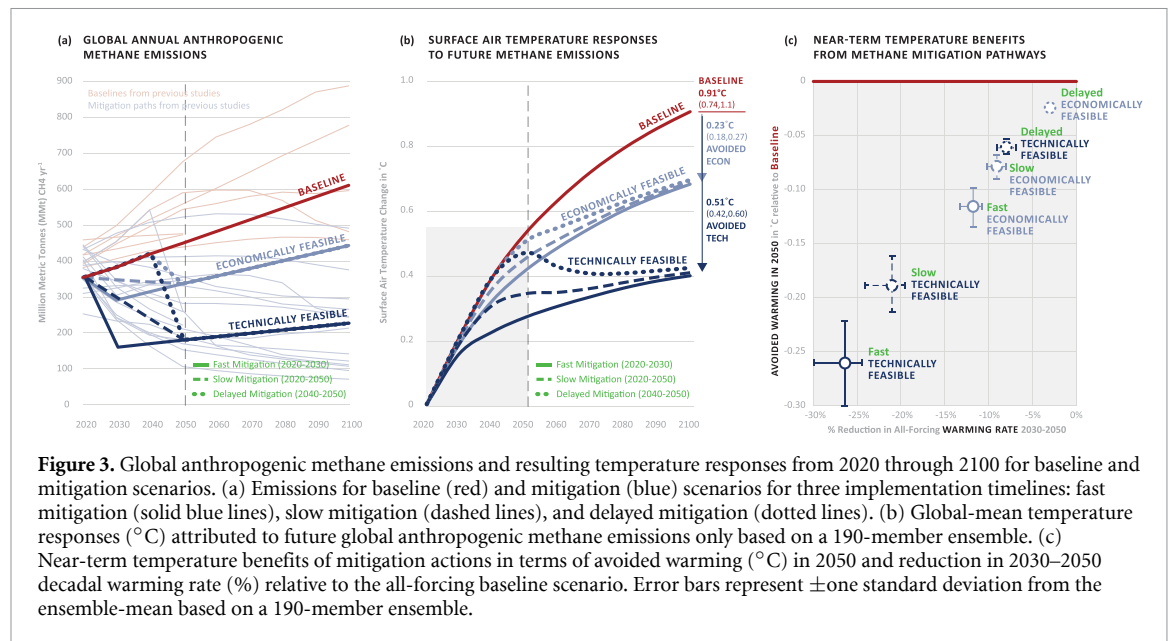 (a) GLOBAL ANNUAL ANTHROPOGENIC
METHANE EMISSIONS
900
800
700
600
500
400
300
200
100
0
Million Metric Tonnes (MMt) CH4 yr⁻¹
Baselines from previous studies
Mitigation paths from previous studies
BASELINE
ECONOMICALLY FEASIBLE
TECHNICALLY FEASIBLE
Fast Mitigation (2020-2030)
Slow Mitigation (2020-2050)
Delayed Mitigation (2040-2050)
2020 2030 2040 2050 2060 2070 2080 2090 2100
(b) SURFACE AIR TEMPERATURE RESPONSES
TO FUTURE METHANE EMISSIONS
1.0
0.8
0.6
0.4
0.2
0
Surface Air Temperature Change in ˚C
BASELINE
ECONOMICALLY FEASIBLE
TECHNICALLY FEASIBLE
Fast Mitigation (2020-2030)
Slow Mitigation (2020-2050)
Delayed Mitigation (2040-2050)
BASELINE
0.91°C
(0.74,1.1)
0.23˚C
(0.18,0.27)
AVOIDED
ECON
0.51°C
(0.42,0.60)
AVOIDED
TECH
2020 2030 2040 2050 2060 2070 2080 2090 2100
(c) NEAR-TERM TEMPERATURE BENEFITS
FROM METHANE MITIGATION PATHWAYS
0
-0.05
-0.10
-0.15
-0.20
-0.25
-0.30
AVOIDED WARMING IN 2050 in ˚C relative to Baseline
Delayed
ECONOMICALLY
FEASIBLE
Delayed
TECHNICALLY
FEASIBLE
Slow
ECONOMICALLY
FEASIBLE
Fast
ECONOMICALLY
FEASIBLE
Slow
TECHNICALLY
FEASIBLE
Fast
TECHNICALLY
FEASIBLE
-30% -25% -20% -15% -10% -5% 0%
% Reduction in All-Forcing WARMING RATE 2030-2050
Figure 3. Global anthropogenic methane emissions and resulting temperature responses from 2020 through 2100 for baseline and
mitigation scenarios. (a) Emissions for baseline (red) and mitigation (blue) scenarios for three implementation timelines: fast
mitigation (solid blue lines), slow mitigation (dashed lines), and delayed mitigation (dotted lines). (b) Global-mean temperature
responses (°C) attributed to future global anthropogenic methane emissions only based on a 190-member ensemble. (c)
Near-term temperature benefits of mitigation actions in terms of avoided warming (°C) in 2050 and reduction in 2030–2050
decadal warming rate (%) relative to the all-forcing baseline scenario. Error bars represent ±one standard deviation from the
ensemble-mean based on a 190-member ensemble.